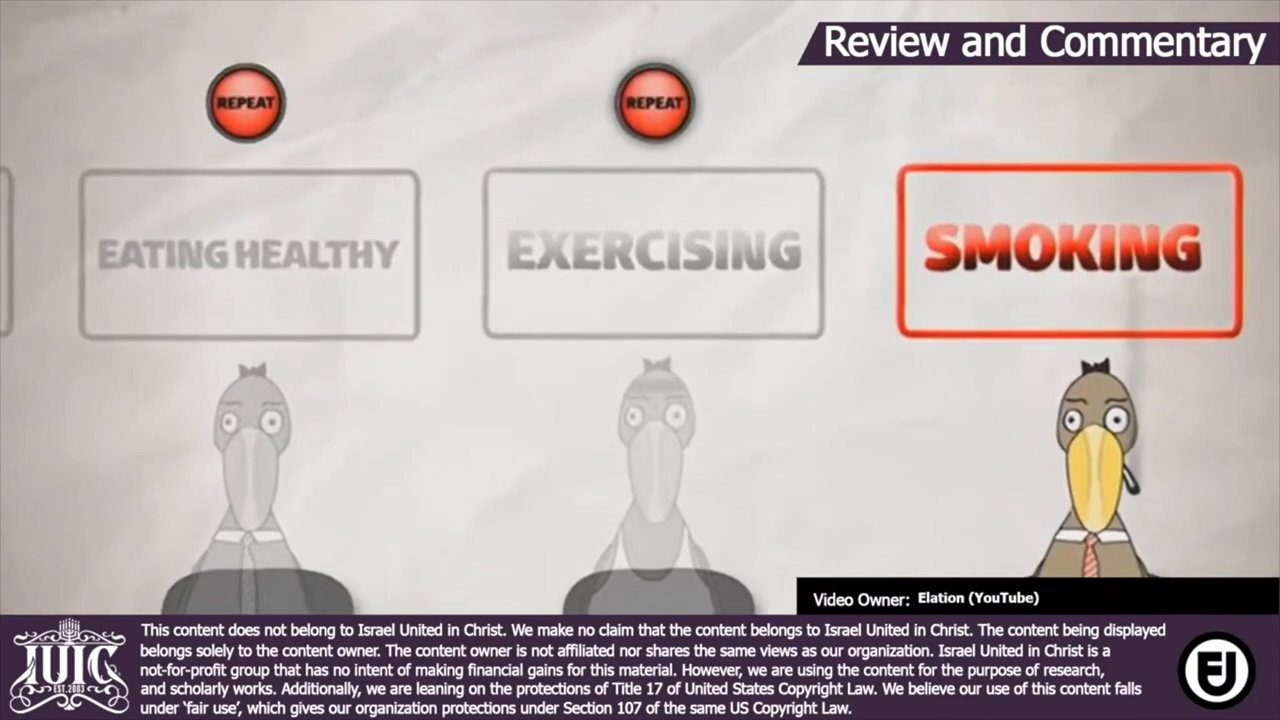 Review and Commentary
REPEAT
REPEAT
EATING HEALTHY
EXERCISING
SMOKING
Video Owner: Elation (YouTube)
IUIC
EST.2003
This content does not belong to Israel United in Christ. We make no claim that the content belongs to Israel United in Christ. The content being displayed
belongs solely to the content owner. The content owner is not affiliated nor shares the same views as our organization. Israel United in Christ is a
not-for-profit group that has no intent of making financial gains for this material. However, we are using the content for the purpose of research,
and scholarly works. Additionally, we are leaning on the protections of Title 17 of United States Copyright Law. We believe our use of this content falls
under 'fair use', which gives our organization protections under Section 107 of the same US Copyright Law.